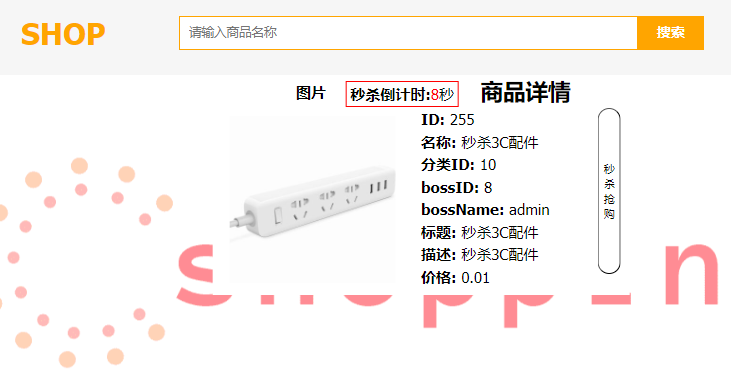 SHOP
请输入商品名称
搜索
图片
秒杀倒计时:8秒
商品详情
ID: 255
名称: 秒杀3C配件
分类ID: 10
bossID: 8
bossName: admin
标题: 秒杀3C配件
描述: 秒杀3C配件
价格: 0.01
秒杀抢购